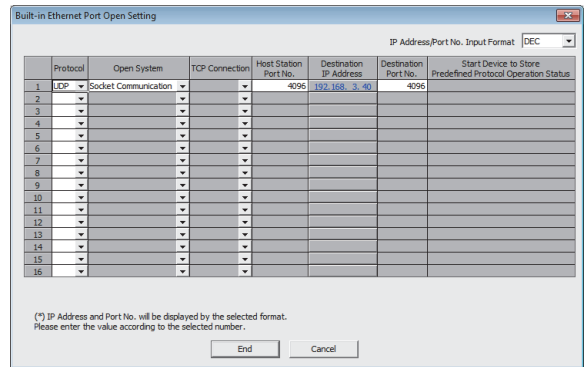 Built-in Ethernet Port Open Setting
IP Address/Port No. Input Format DEC
Protocol Open System TCP Connection Host Station Port No. Destination IP Address Destination Port No. Start Device to Store Predefined Protocol Operation Status
1 UDP Socket Communication 4096 192.168. 3. 40 4096
2
3
4
5
6
7
8
9
10
11
12
13
14
15
16
(*) IP Address and Port No. will be displayed by the selected format.
Please enter the value according to the selected number.
End Cancel